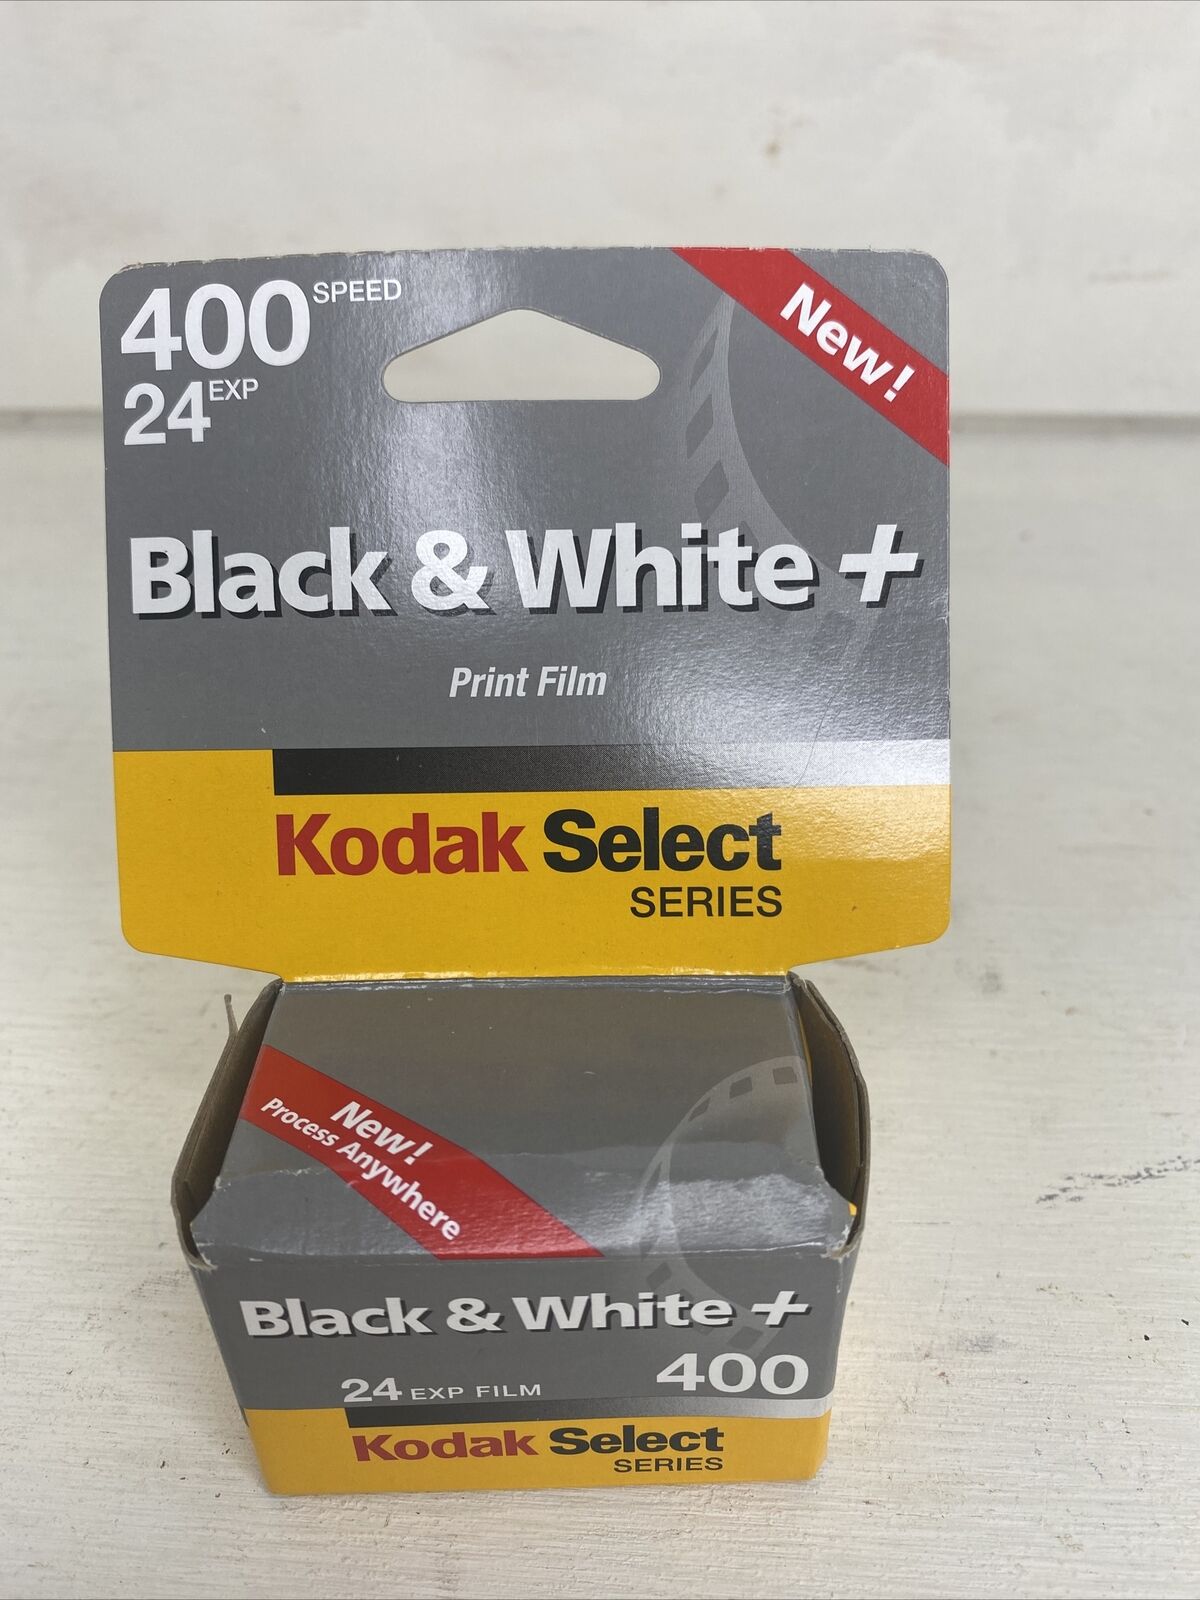 400 SPEED
24 EXP
New!
Black & White +
Print Film
Kodak Select
SERIES
New!
Process Anywhere
Black & White +
24 EXP FILM 400
Kodak Select
SERIES